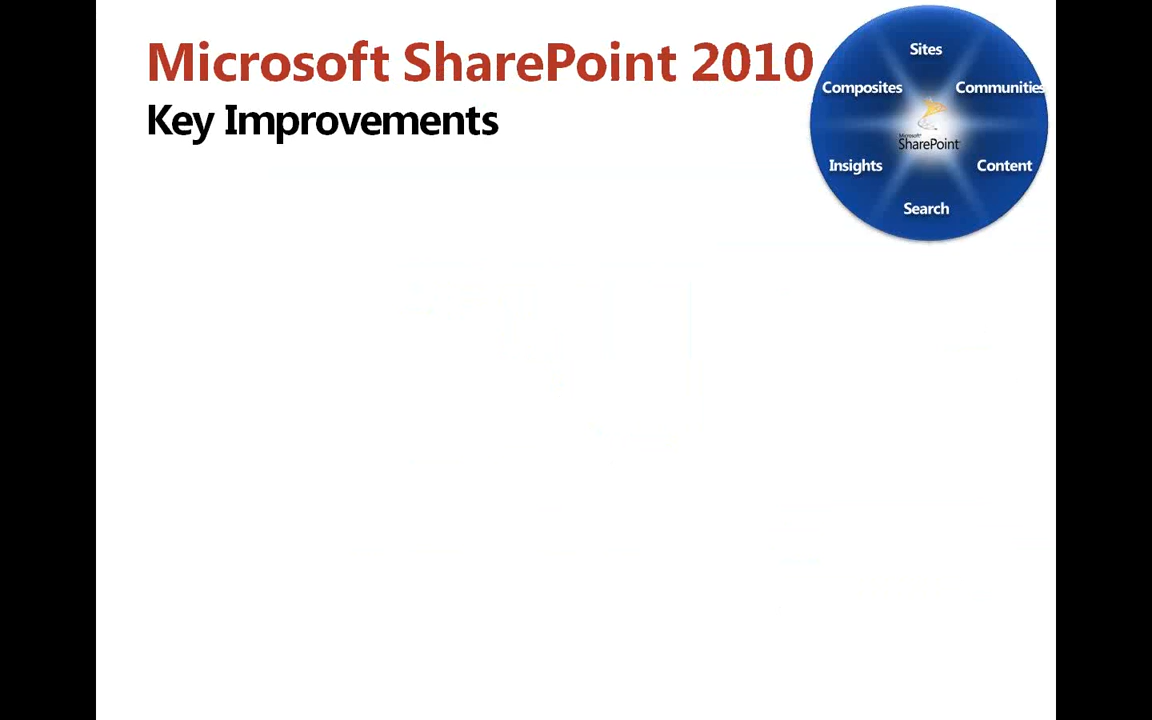 Microsoft SharePoint 2010
Key Improvements
Sites
Composites
Communities
Microsoft
SharePoint
Insights
Content
Search